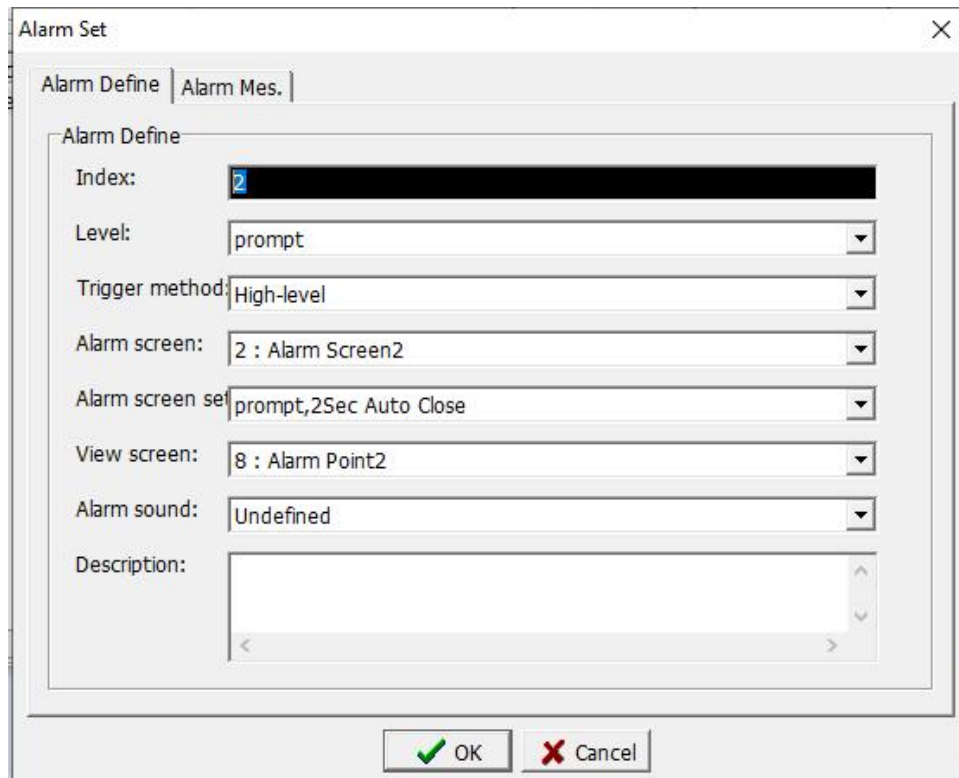 Alarm Set
Alarm Define
Alarm Mes.
Alarm Define
Index:
2
Level:
prompt
Trigger method:
High-level
Alarm screen:
2 : Alarm Screen2
Alarm screen set
prompt,2Sec Auto Close
View screen:
8 : Alarm Point2
Alarm sound:
Undefined
Description:
OK
Cancel